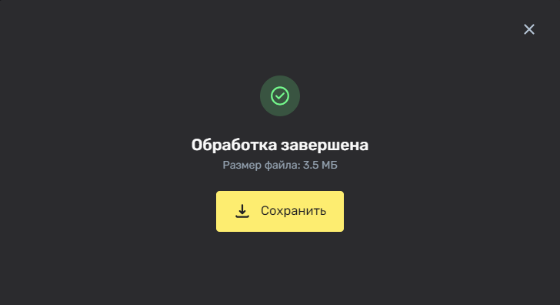 Обработка завершена
Размер файла: 3.5 МБ
Сохранить